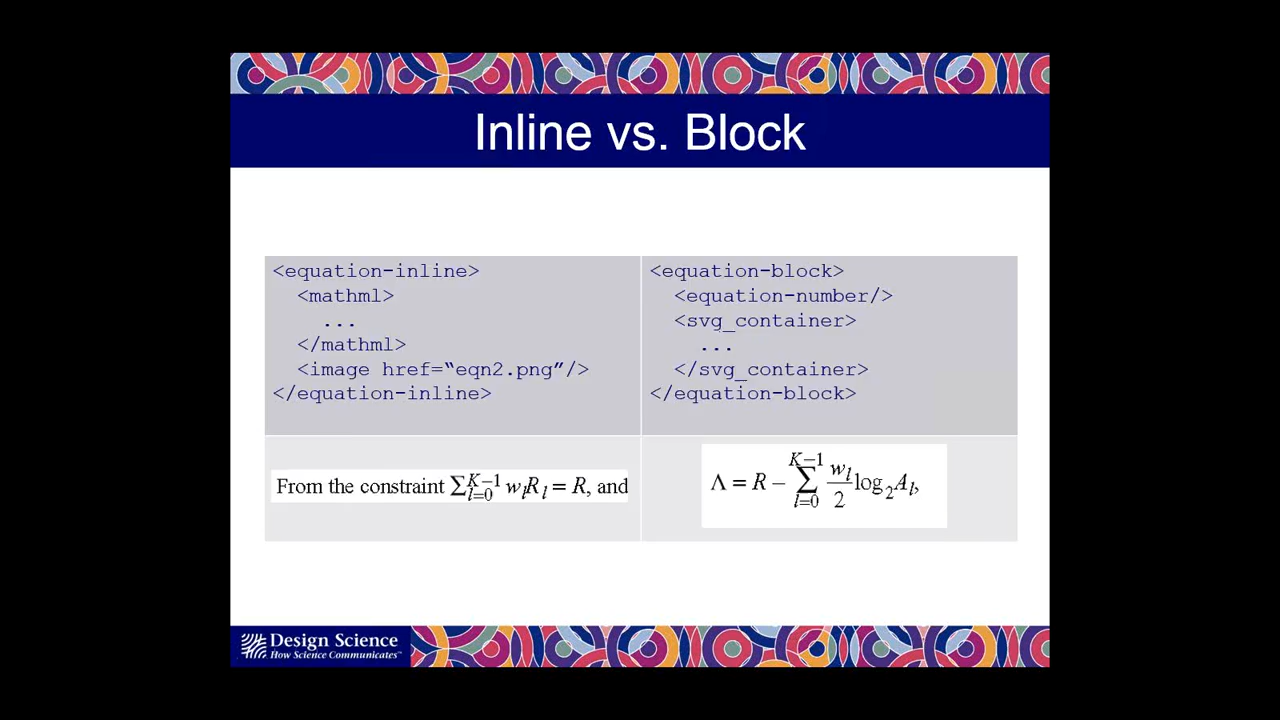 Inline vs. Block
<equation-inline>
<mathml>
...
</mathml>
<image href=“eqn2.png”/>
</equation-inline>
<equation-block>
<equation-number/>
<svg_container>
...
</svg_container>
</equation-block>
From the constraint ∑_{l=0}^{K−1} w_l R_l = R, and
Λ = R − ∑_{l=0}^{K−1} \frac{w_l}{2} log_2 A_l,
Design Science
How Science Communicates™